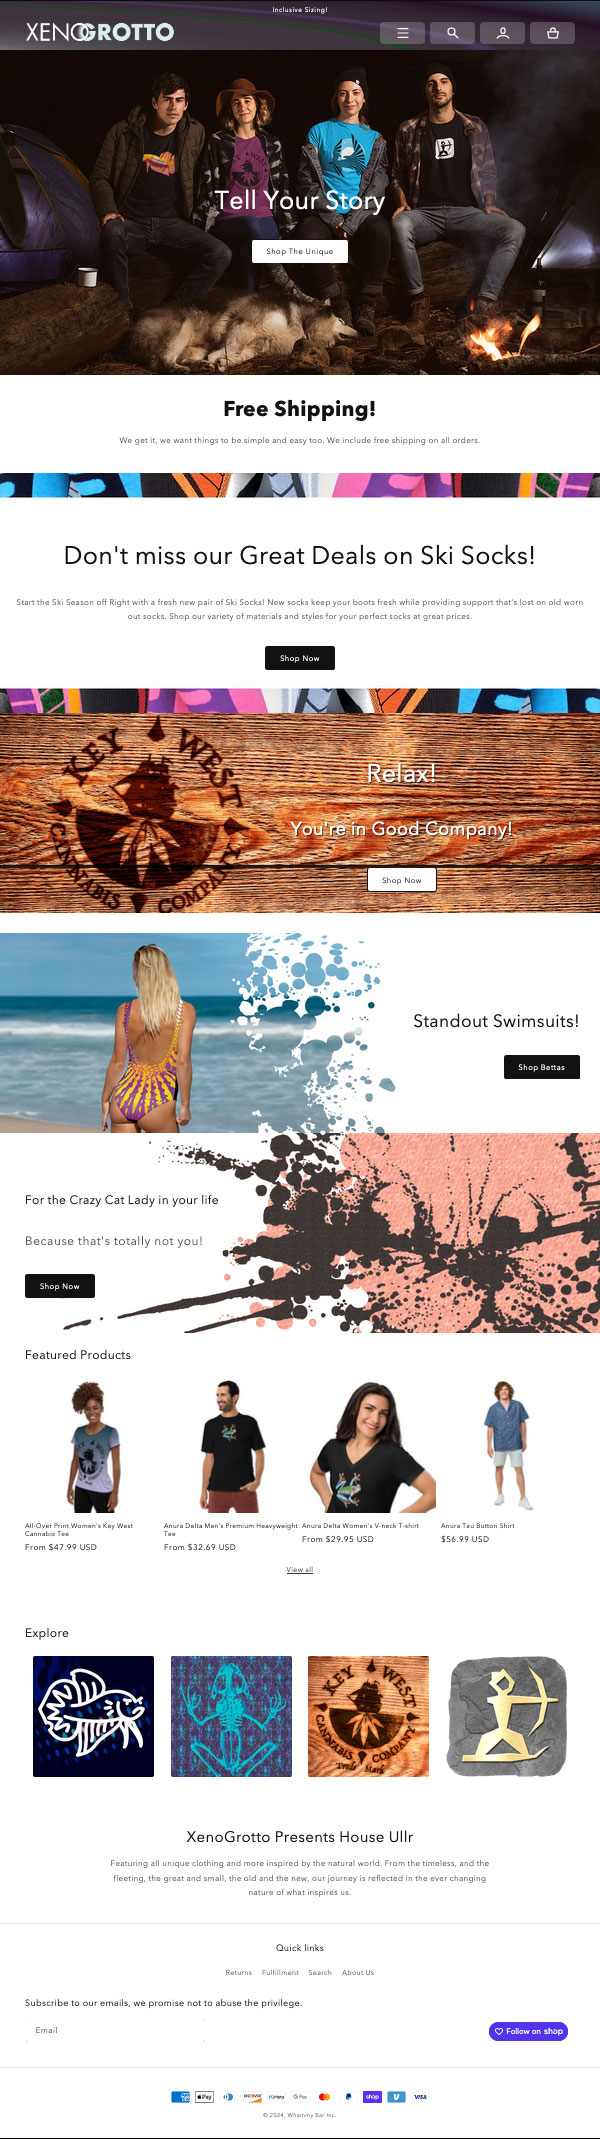 Inclusive Sizing!
XENOGROTTO
Tell Your Story
Shop The Unique
Free Shipping!
We get it, we want things to be simple and easy too. We include free shipping on all orders.
Don't miss our Great Deals on Ski Socks!
Start the Ski Season off Right with a fresh new pair of Ski Socks! New socks keep your boots fresh while providing support that's lost on old worn
out socks. Shop our variety of materials and styles for your perfect socks at great prices.
Shop Now
KEY WEST
CANNABIS COMPANY
Relax!
You're in Good Company!
Shop Now
Standout Swimsuits!
Shop Bettas
For the Crazy Cat Lady in your life
Because that's totally not you!
Shop Now
Featured Products
All-Over Print Women's Key West
Cannabis Tee
From $47.99 USD
Anura Delta Men's Premium Heavyweight
Tee
From $32.69 USD
Anura Delta Women's V-neck T-shirt
From $29.95 USD
Anura Tau Button Shirt
$56.99 USD
View all
Explore
KEY WEST
CANNABIS COMPANY
Trade Mark
XenoGrotto Presents House Ullr
Featuring all unique clothing and more inspired by the natural world. From the timeless, and the
fleeting, the great and small, the old and the new, our journey is reflected in the ever changing
nature of what inspires us.
Quick links
Returns Fulfillment Search About Us
Subscribe to our emails, we promise not to abuse the privilege.
Email
Follow on shop
Pay DISCOVER Meta G Pay shop VISA
© 2024, Whammy Bar Inc.